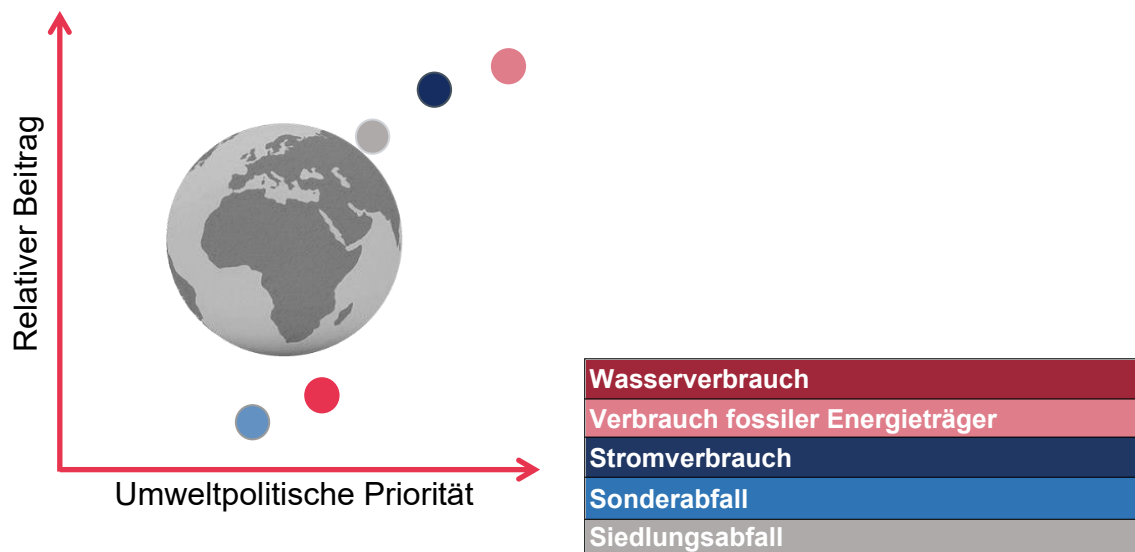 Relativer Beitrag
Umweltpolitische Priorität
Wasserverbrauch
Verbrauch fossiler Energieträger
Stromverbrauch
Sonderabfall
Siedlungsabfall